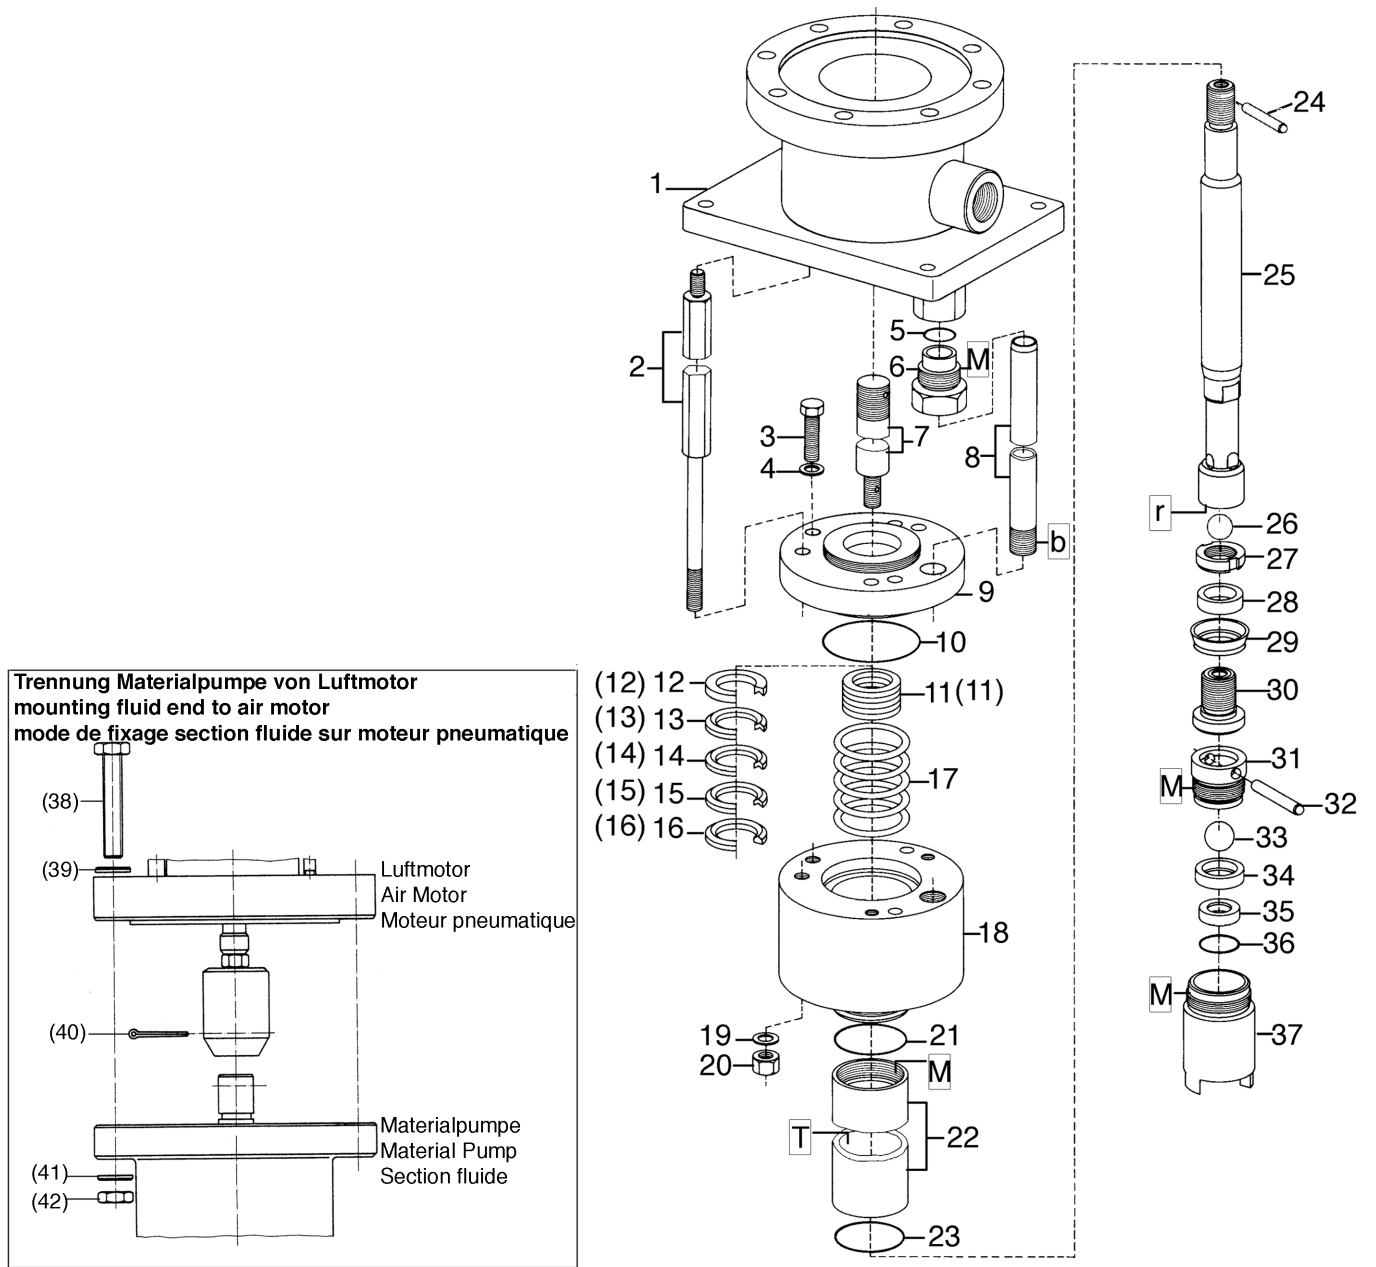 1
2
3
4
5
6 M
7
8
b
9
10
(12) 12
11(11)
(13) 13
(14) 14
17
(15) 15
(16) 16
18
19
20
21
M
T
22
23
24
25
r
26
27
28
29
30
31
M
32
33
34
35
36
M
37
Trennung Materialpumpe von Luftmotor
mounting fluid end to air motor
mode de fixage section fluide sur moteur pneumatique
(38)
(39)
Luftmotor
Air Motor
Moteur pneumatique
(40)
Materialpumpe
Material Pump
Section fluide
(41)
(42)